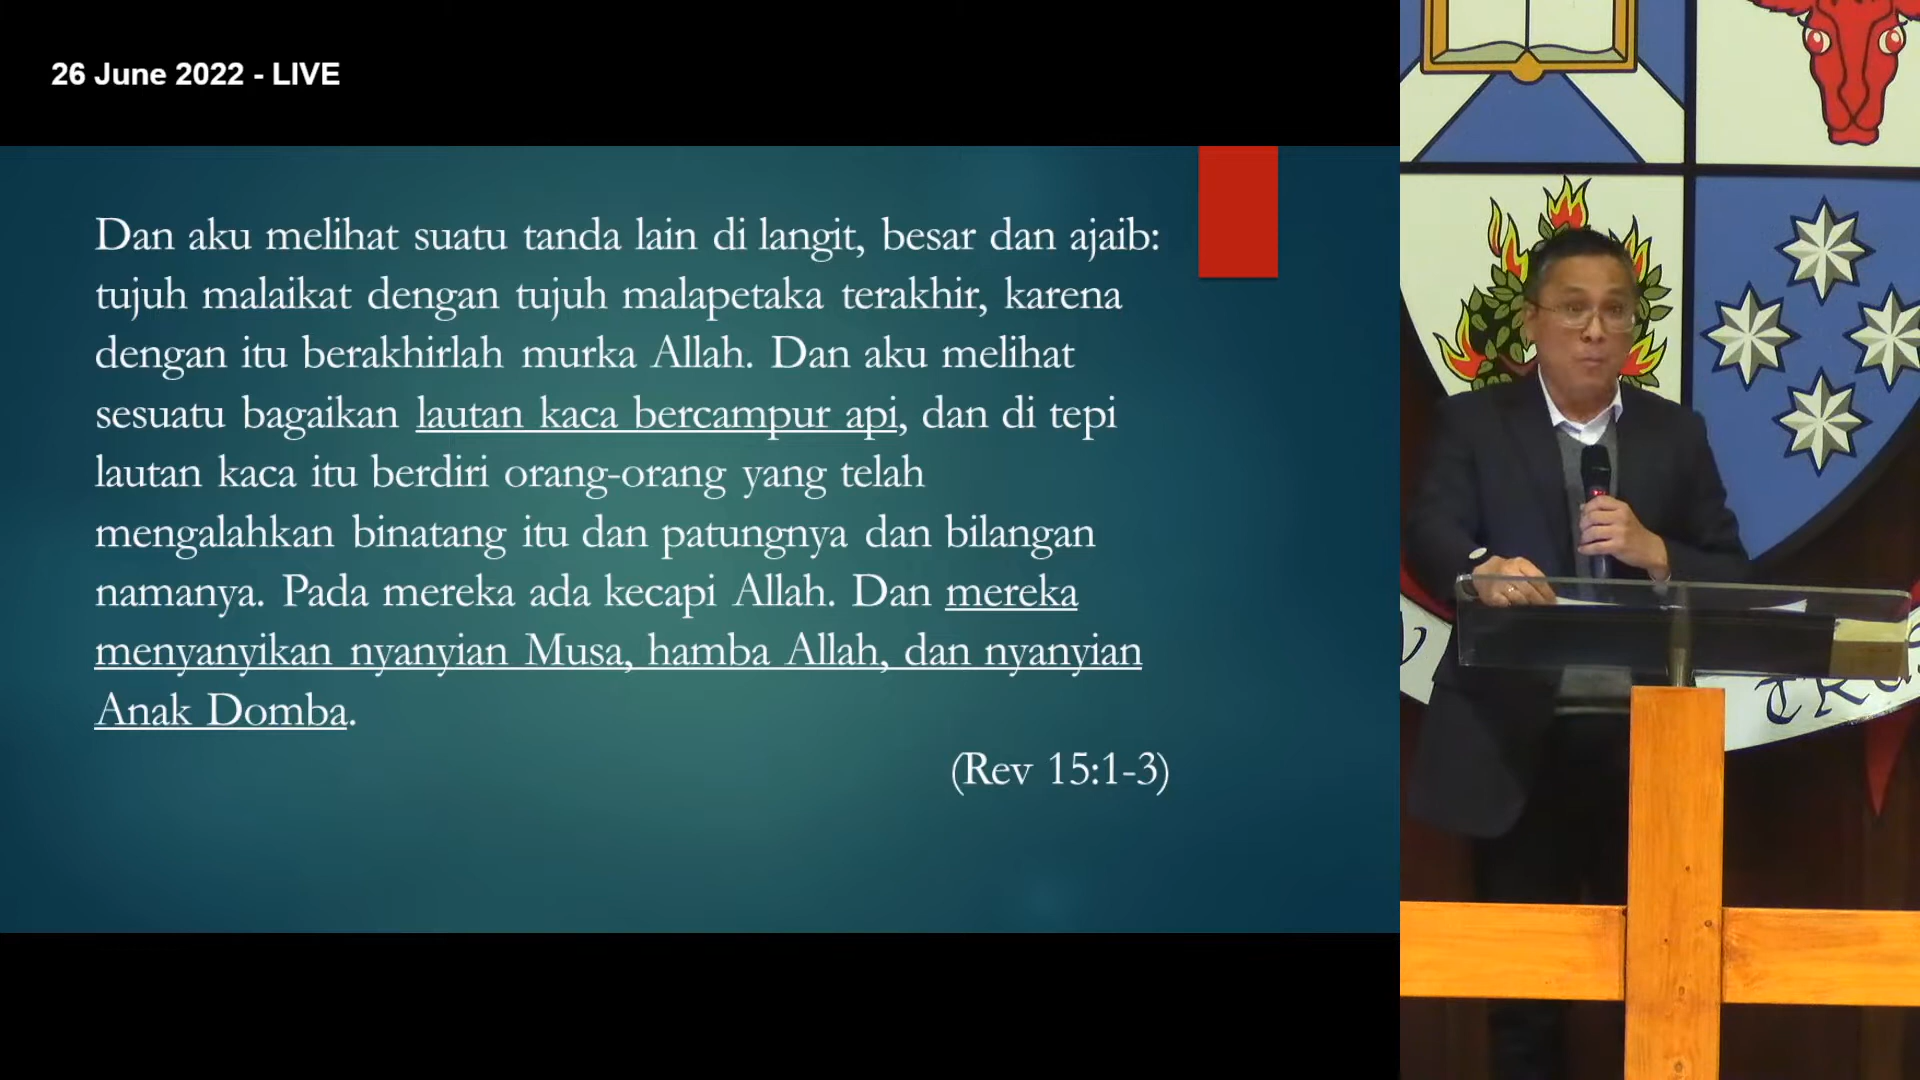 26 June 2022 - LIVE
Dan aku melihat suatu tanda lain di langit, besar dan ajaib:
tujuh malaikat dengan tujuh malapetaka terakhir, karena
dengan itu berakhirlah murka Allah. Dan aku melihat
sesuatu bagaikan lautan kaca bercampur api, dan di tepi
lautan kaca itu berdiri orang-orang yang telah
mengalahkan binatang itu dan patungnya dan bilangan
namanya. Pada mereka ada kecapi Allah. Dan mereka
menyanyikan nyanyian Musa, hamba Allah, dan nyanyian
Anak Domba.
(Rev 15:1-3)